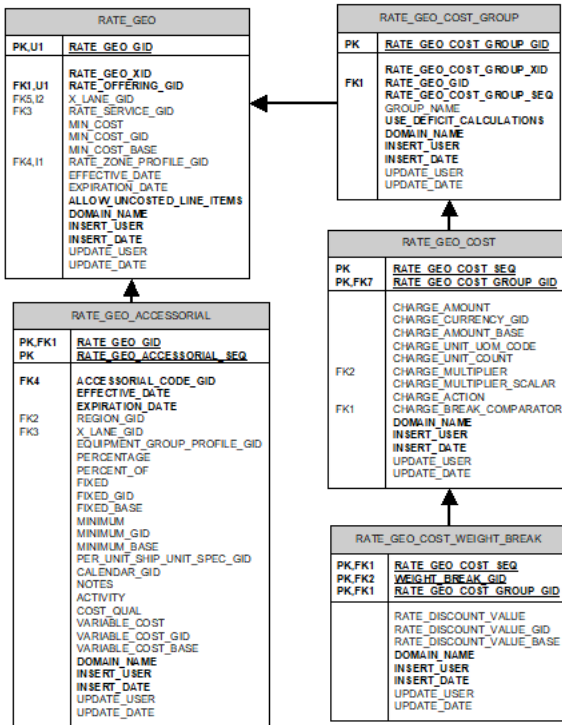 RATE_GEO
PK,U1 RATE_GEO_GID
RATE_GEO_XID
FK1,U1 RATE_OFFERING_GID
FK5,I2 X_LANE_GID
FK3 RATE_SERVICE_GID
MIN_COST
MIN_COST_GID
MIN_COST_BASE
FK4,I1 RATE_ZONE_PROFILE_GID
EFFECTIVE_DATE
EXPIRATION_DATE
ALLOW_UNCOSTED_LINE_ITEMS
DOMAIN_NAME
INSERT_USER
INSERT_DATE
UPDATE_USER
UPDATE_DATE
RATE_GEO_COST_GROUP
PK RATE_GEO_COST_GROUP_GID
RATE_GEO_COST_GROUP_XID
FK1 RATE_GEO_GID
RATE_GEO_COST_GROUP_SEQ
GROUP_NAME
USE_DEFICIT_CALCULATIONS
DOMAIN_NAME
INSERT_USER
INSERT_DATE
UPDATE_USER
UPDATE_DATE
RATE_GEO_ACCESSORIAL
PK,FK1 RATE_GEO_GID
PK RATE_GEO_ACCESSORIAL_SEQ
FK4 ACCESSORIAL_CODE_GID
EFFECTIVE_DATE
EXPIRATION_DATE
FK2 REGION_GID
FK3 X_LANE_GID
EQUIPMENT_GROUP_PROFILE_GID
PERCENTAGE
PERCENT_OF
FIXED
FIXED_GID
FIXED_BASE
MINIMUM
MINIMUM_GID
MINIMUM_BASE
PER_UNIT_SHIP_UNIT_SPEC_GID
CALENDAR_GID
NOTES
ACTIVITY
COST_QUAL
VARIABLE_COST
VARIABLE_COST_GID
VARIABLE_COST_BASE
DOMAIN_NAME
INSERT_USER
INSERT_DATE
UPDATE_USER
UPDATE_DATE
RATE_GEO_COST
PK RATE_GEO_COST_SEQ
PK,FK7 RATE_GEO_COST_GROUP_GID
CHARGE_AMOUNT
CHARGE_CURRENCY_GID
CHARGE_AMOUNT_BASE
CHARGE_UNIT_UOM_CODE
CHARGE_UNIT_COUNT
FK2 CHARGE_MULTIPLIER
CHARGE_MULTIPLIER_SCALAR
CHARGE_ACTION
FK1 CHARGE_BREAK_COMPARATOR
DOMAIN_NAME
INSERT_USER
INSERT_DATE
UPDATE_USER
UPDATE_DATE
RATE_GEO_COST_WEIGHT_BREAK
PK,FK1 RATE_GEO_COST_SEQ
PK,FK2 WEIGHT_BREAK_GID
PK,FK1 RATE_GEO_COST_GROUP_GID
RATE_DISCOUNT_VALUE
RATE_DISCOUNT_VALUE_GID
RATE_DISCOUNT_VALUE_BASE
DOMAIN_NAME
INSERT_USER
INSERT_DATE
UPDATE_USER
UPDATE_DATE